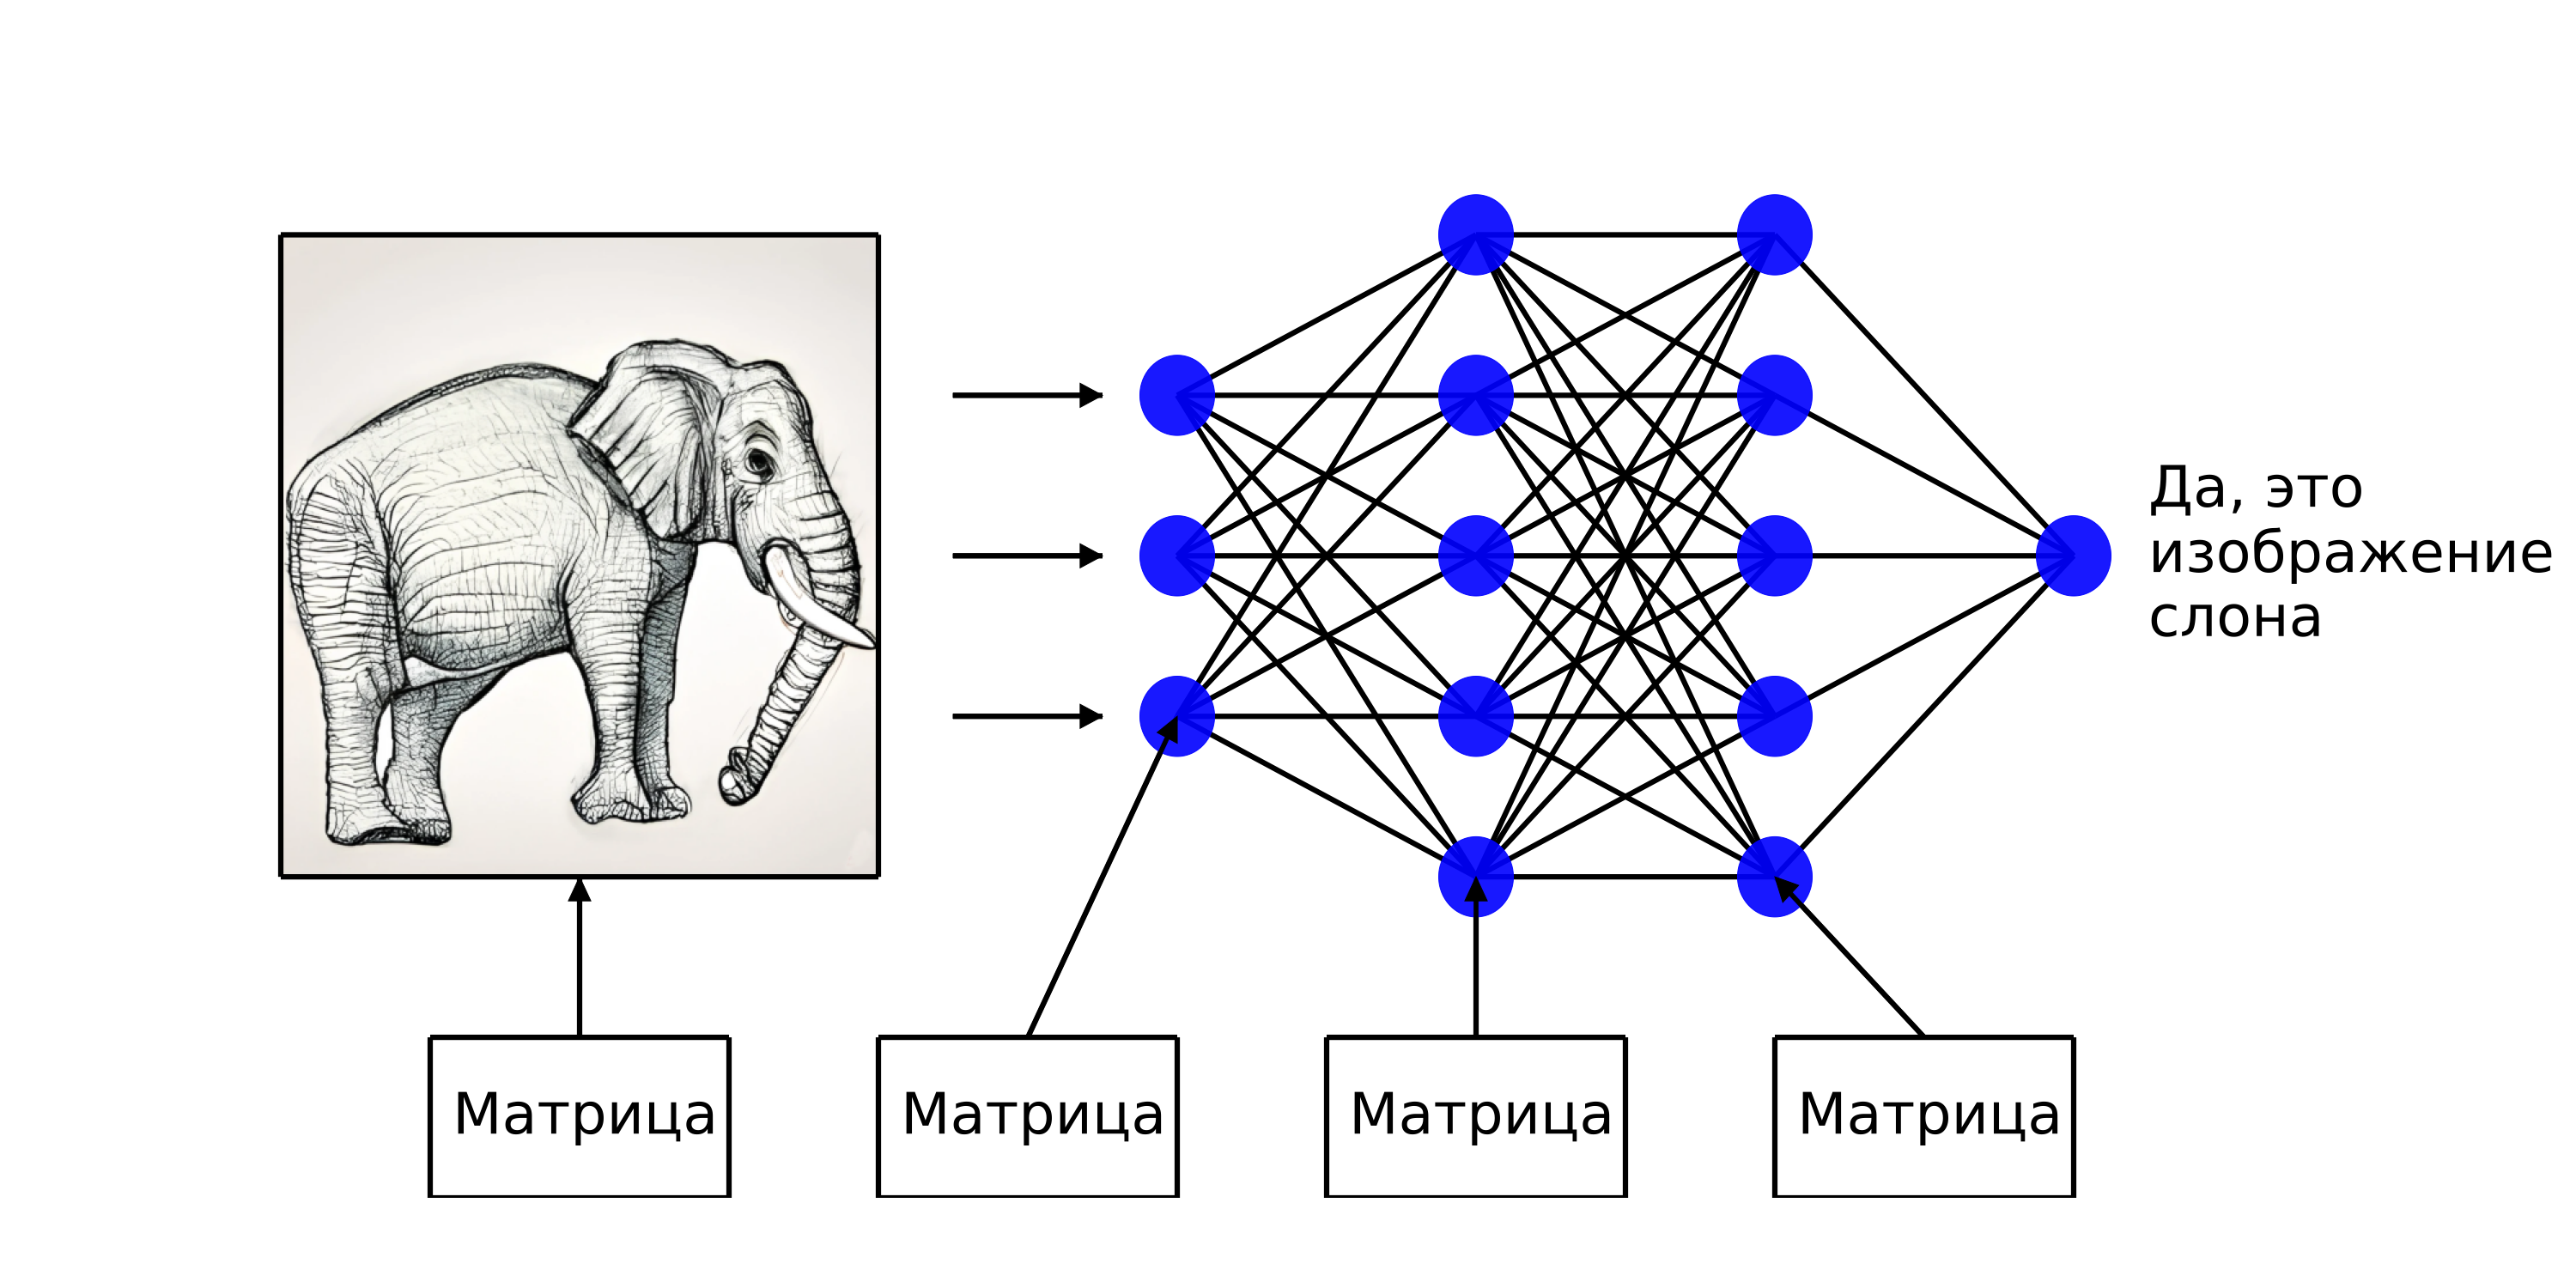 Да, это
изображение
слона
Матрица
Матрица
Матрица
Матрица